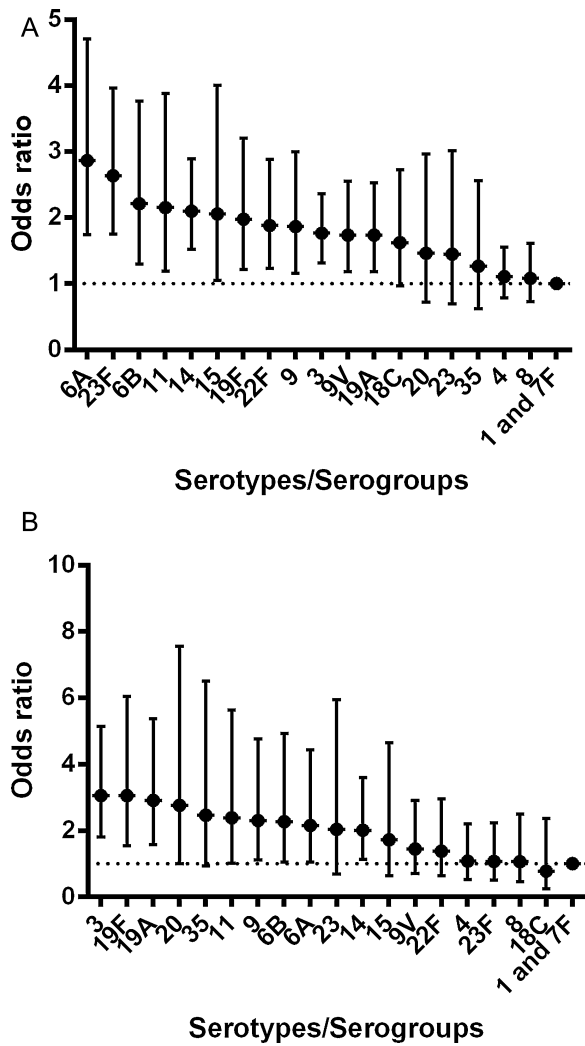 A
5
4
3
2
1
0
Odds ratio
6A 23F 6B 11 14 15 19F 22F 9 3 9V 19A 18C 20 23 35 4 8 1 and 7F
Serotypes/Serogroups
B
10
8
6
4
2
0
Odds ratio
3 19F 19A 20 35 11 9 6B 6A 23 14 15 9V 22F 4 23F 8 18C 1 and 7F
Serotypes/Serogroups